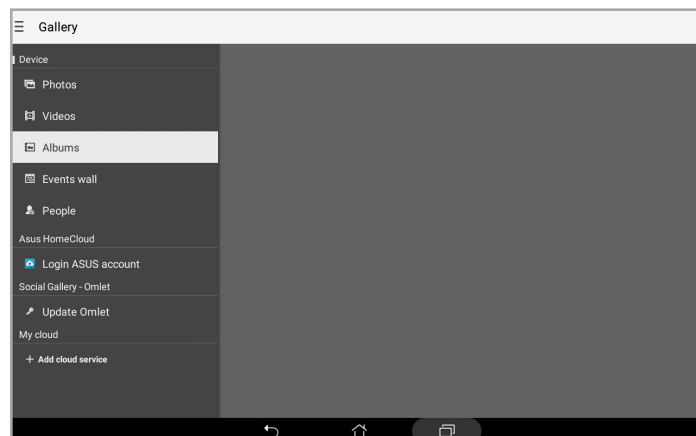 Gallery
Device
Photos
Videos
Albums
Events wall
People
Asus HomeCloud
Login ASUS account
Social Gallery - Omlet
Update Omlet
My cloud
+ Add cloud service